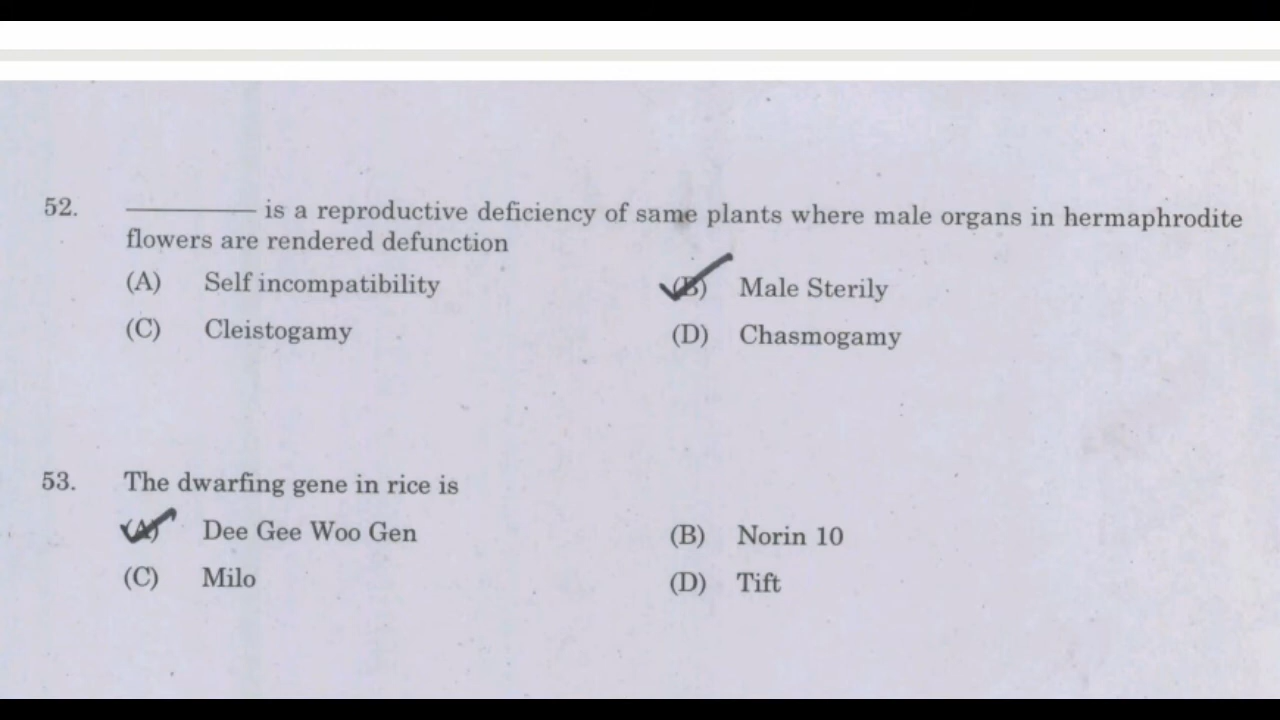 52. ________ is a reproductive deficiency of same plants where male organs in hermaphrodite
flowers are rendered defunction
(A) Self incompatibility (B) Male Sterily
(C) Cleistogamy (D) Chasmogamy
53. The dwarfing gene in rice is
(A) Dee Gee Woo Gen (B) Norin 10
(C) Milo (D) Tift